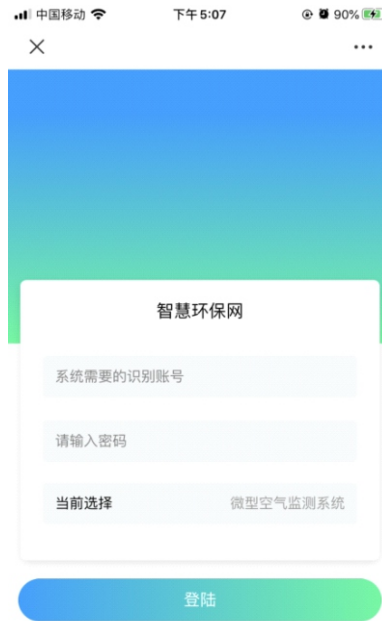 中国移动 下午5:07 90%
智慧环保网
系统需要的识别账号
请输入密码
当前选择 微型空气监测系统
登陆